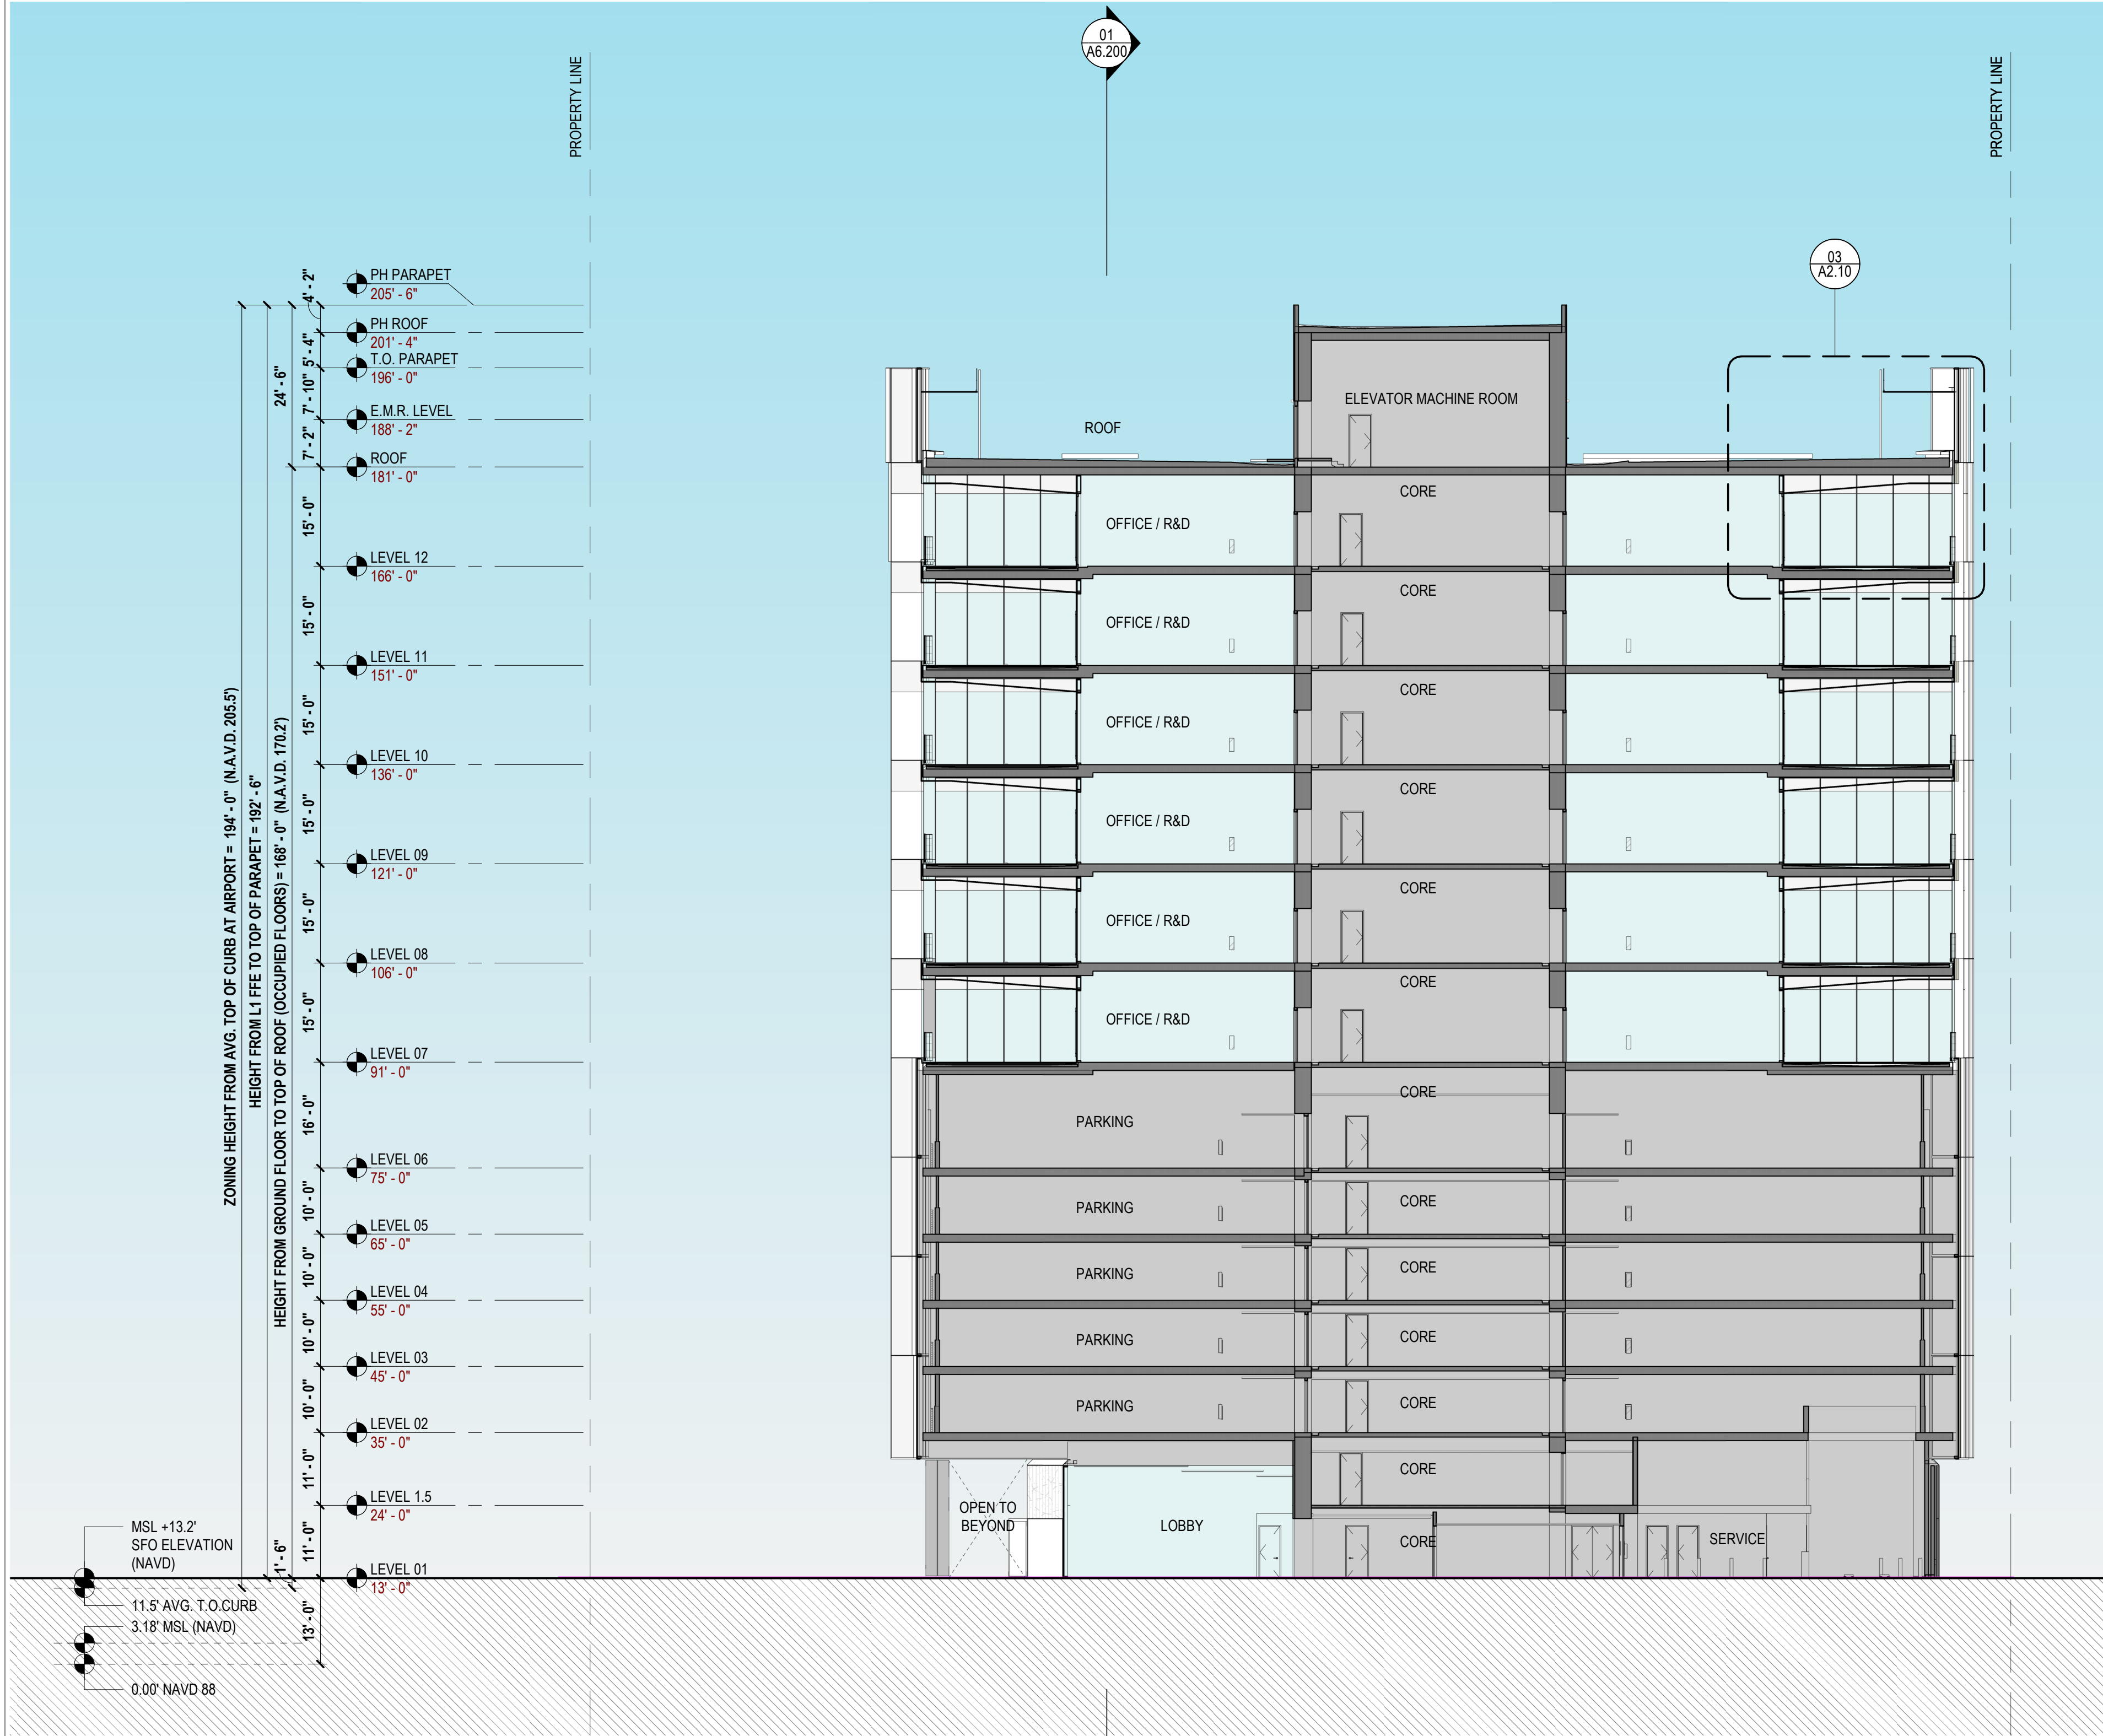 01
A6.200
PROPERTY LINE
PROPERTY LINE
03
A2.10
PH PARAPET
205' - 6"
PH ROOF
201' - 4"
T.O. PARAPET
196' - 0"
E.M.R. LEVEL
188' - 2"
ROOF
181' - 0"
LEVEL 12
166' - 0"
LEVEL 11
151' - 0"
LEVEL 10
136' - 0"
LEVEL 09
121' - 0"
LEVEL 08
106' - 0"
LEVEL 07
91' - 0"
LEVEL 06
75' - 0"
LEVEL 05
65' - 0"
LEVEL 04
55' - 0"
LEVEL 03
45' - 0"
LEVEL 02
35' - 0"
LEVEL 1.5
24' - 0"
LEVEL 01
13' - 0"
4' - 2"
5' - 4"
7' - 10"
7' - 2"
24' - 6"
15' - 0"
15' - 0"
15' - 0"
15' - 0"
15' - 0"
15' - 0"
16' - 0"
10' - 0"
10' - 0"
10' - 0"
10' - 0"
11' - 0"
11' - 0"
1' - 6"
13' - 0"
ZONING HEIGHT FROM AVG. TOP OF CURB AT AIRPORT = 194' - 0" (N.A.V.D. 205.5')
HEIGHT FROM L1 FFE TO TOP OF PARAPET = 192' - 6"
HEIGHT FROM GROUND FLOOR TO TOP OF ROOF (OCCUPIED FLOORS) = 168' - 0" (N.A.V.D. 170.2')
MSL +13.2'
SFO ELEVATION
(NAVD)
11.5' AVG. T.O.CURB
3.18' MSL (NAVD)
0.00' NAVD 88
ELEVATOR MACHINE ROOM
ROOF
CORE
OFFICE / R&D
CORE
OFFICE / R&D
CORE
OFFICE / R&D
CORE
OFFICE / R&D
CORE
OFFICE / R&D
CORE
OFFICE / R&D
CORE
PARKING
CORE
PARKING
CORE
PARKING
CORE
PARKING
CORE
PARKING
CORE
OPEN TO
BEYOND
LOBBY
CORE
SERVICE